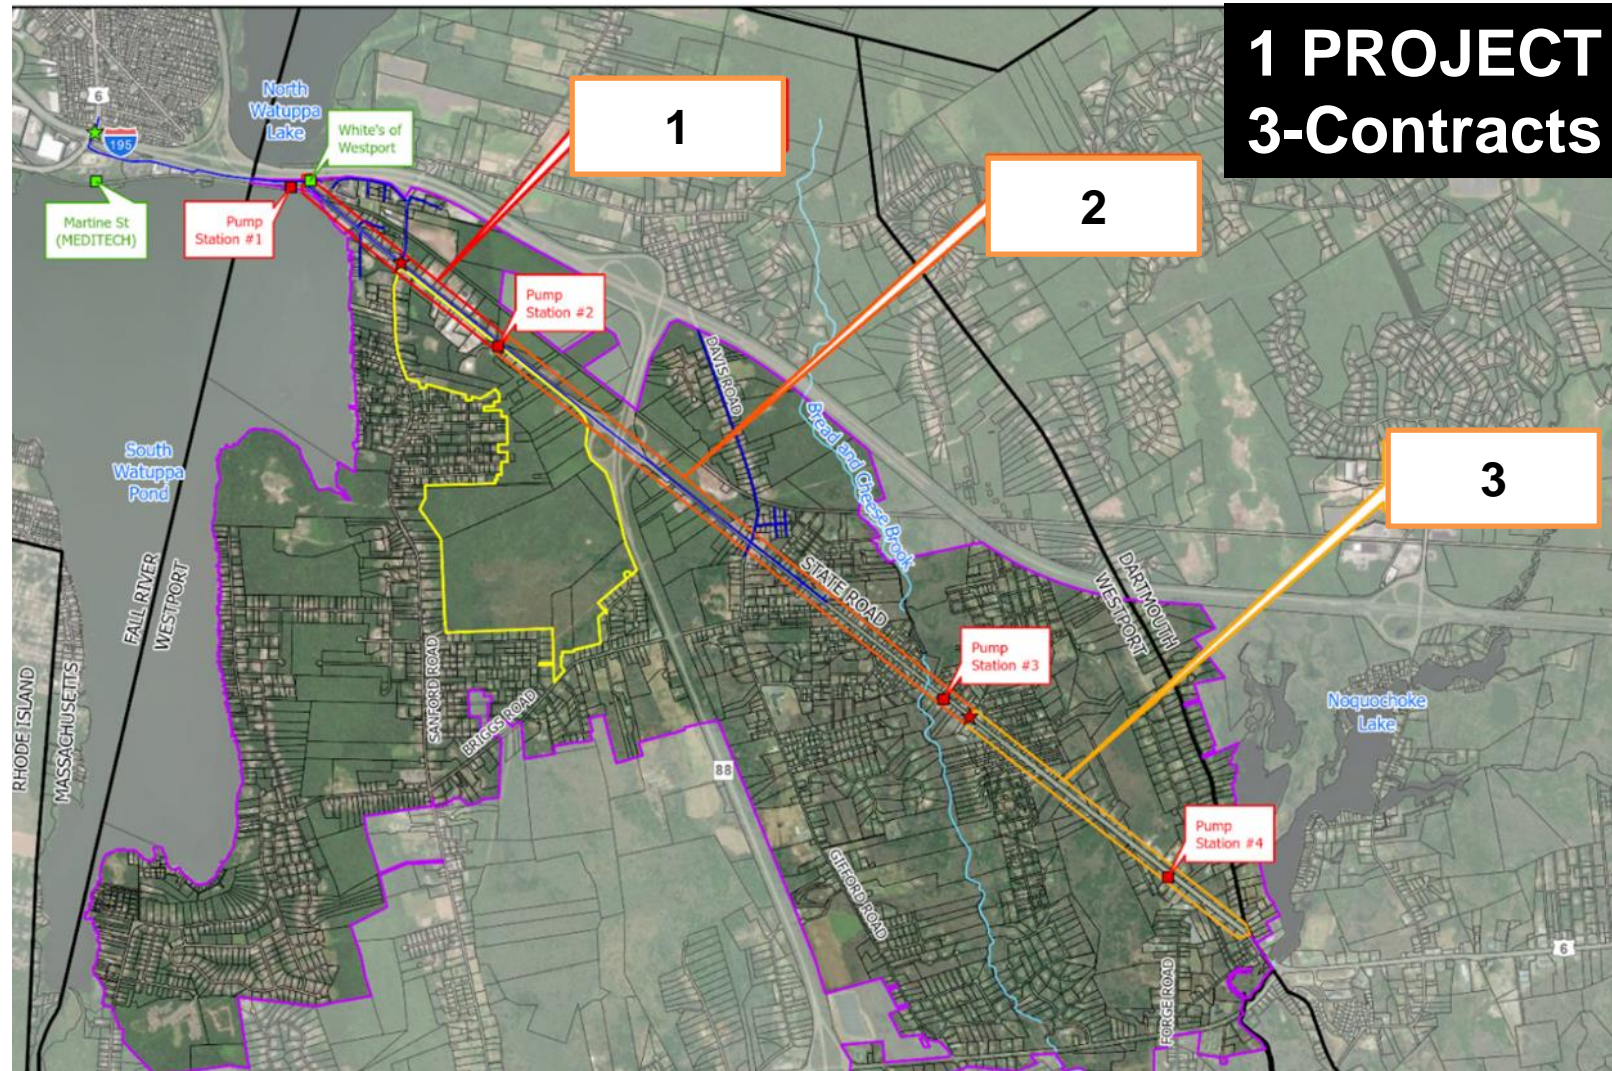 1 PROJECT
3-Contracts
6
195
North
Watuppa
Lake
White's of
Westport
1
2
Martine St
(MEDITECH)
Pump
Station #1
Pump
Station #2
DAVIS ROAD
Bread and Cheese Brook
South
Watuppa
Pond
3
FALL RIVER
WESTPORT
STATE ROAD
DARTMOUTH
WESTPORT
RHODE ISLAND
MASSACHUSETTS
SANFORD ROAD
BRIGGS ROAD
Pump
Station #3
Noquochoke
Lake
88
Pump
Station #4
GIFFORD ROAD
FORGE ROAD
6